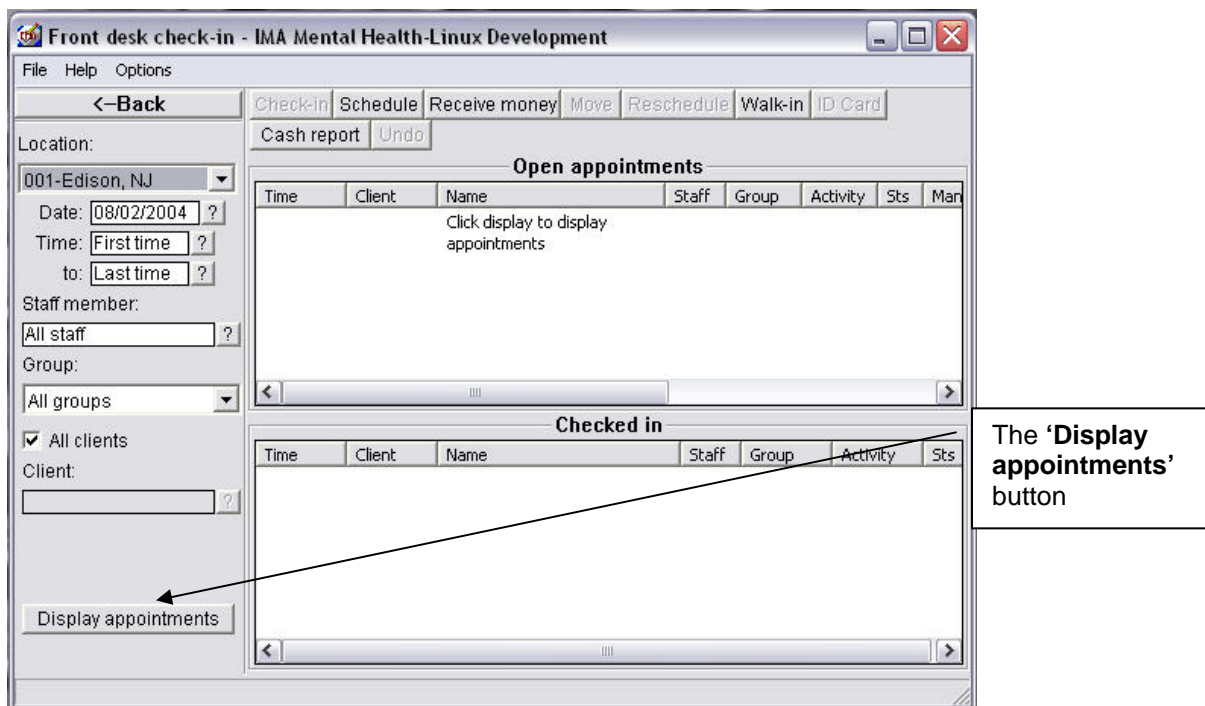 Front desk check-in - IMA Mental Health-Linux Development
File Help Options
<--Back
Check-in Schedule Receive money Move Reschedule Walk-in ID Card
Cash report Undo
Location:
001-Edison, NJ
Date: 08/02/2004 ?
Time: First time ?
to: Last time ?
Staff member:
All staff ?
Group:
All groups
All clients
Client:
?
Display appointments
Open appointments
Time Client Name Staff Group Activity Sts Man
Click display to display
appointments
Checked in
Time Client Name Staff Group Activity Sts
The ‘Display
appointments’
button